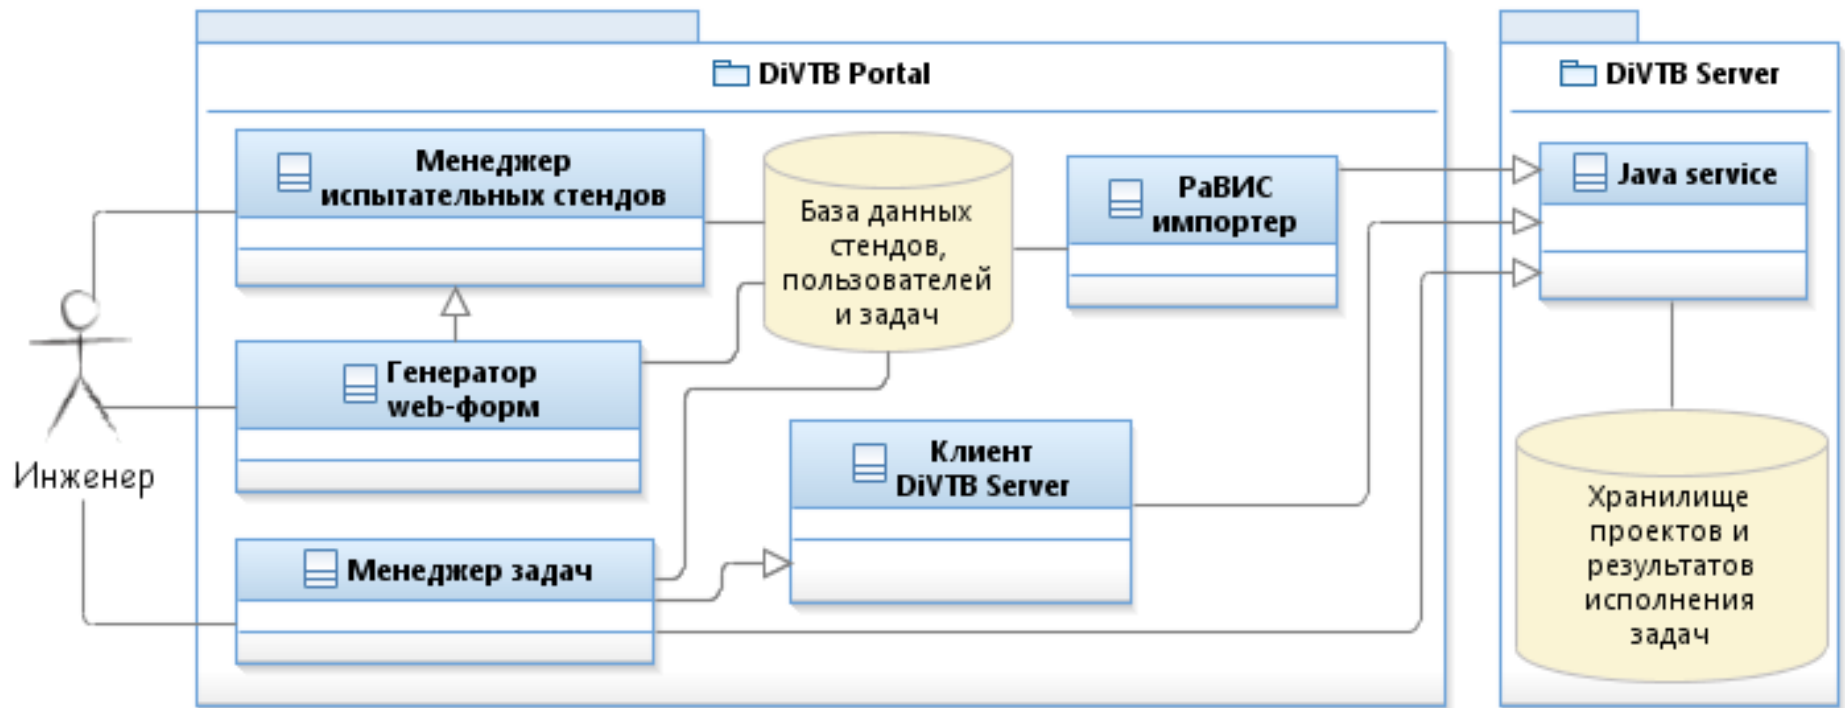 DiVTB Portal
DiVTB Server
Менеджер
испытательных стендов
База данных
стендов,
пользователей
и задач
РаВИС
импортер
Java service
Генератор
web-форм
Инженер
Клиент
DiVTB Server
Менеджер задач
Хранилище
проектов и
результатов
исполнения
задач